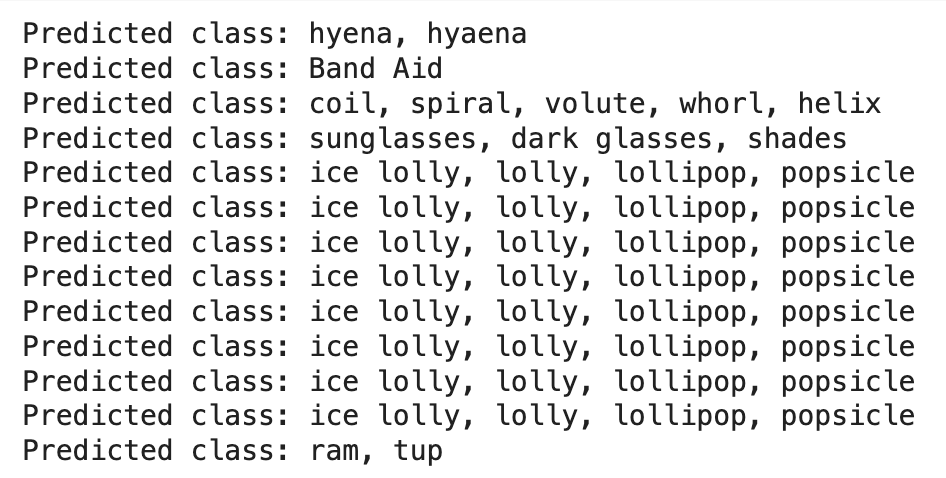 Predicted class: hyena, hyaena
Predicted class: Band Aid
Predicted class: coil, spiral, volute, whorl, helix
Predicted class: sunglasses, dark glasses, shades
Predicted class: ice lolly, lolly, lollipop, popsicle
Predicted class: ice lolly, lolly, lollipop, popsicle
Predicted class: ice lolly, lolly, lollipop, popsicle
Predicted class: ice lolly, lolly, lollipop, popsicle
Predicted class: ice lolly, lolly, lollipop, popsicle
Predicted class: ice lolly, lolly, lollipop, popsicle
Predicted class: ice lolly, lolly, lollipop, popsicle
Predicted class: ice lolly, lolly, lollipop, popsicle
Predicted class: ram, tup